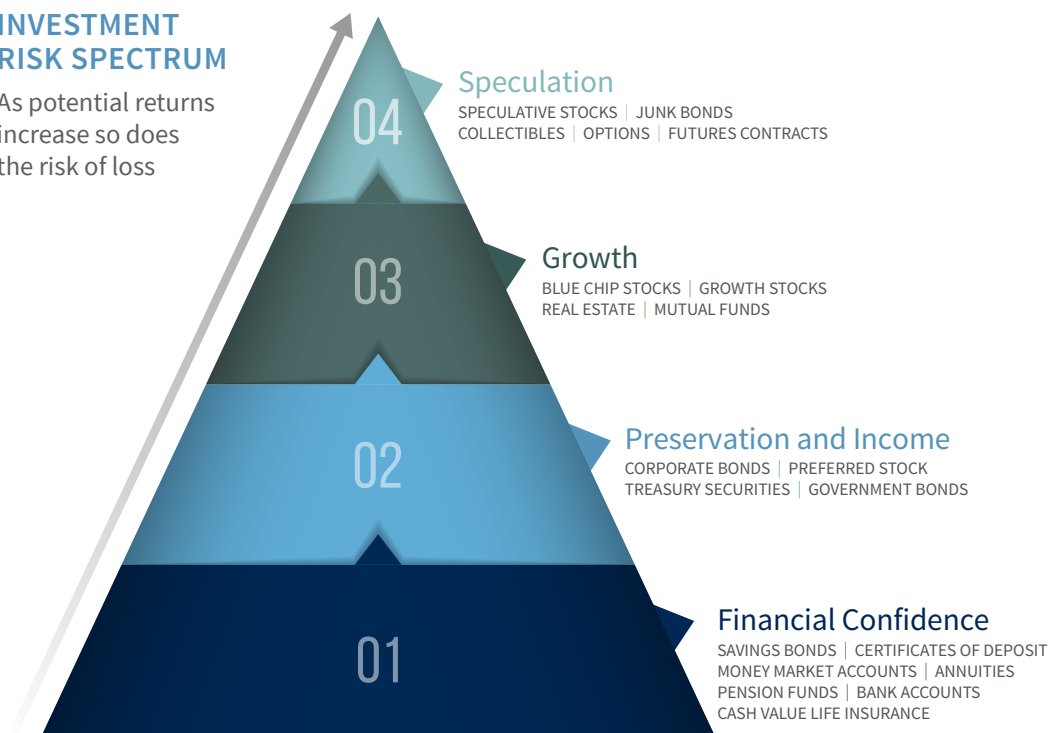 INVESTMENT
RISK SPECTRUM
As potential returns
increase so does
the risk of loss
04
Speculation
SPECULATIVE STOCKS | JUNK BONDS
COLLECTIBLES | OPTIONS | FUTURES CONTRACTS
03
Growth
BLUE CHIP STOCKS | GROWTH STOCKS
REAL ESTATE | MUTUAL FUNDS
02
Preservation and Income
CORPORATE BONDS | PREFERRED STOCK
TREASURY SECURITIES | GOVERNMENT BONDS
01
Financial Confidence
SAVINGS BONDS | CERTIFICATES OF DEPOSIT
MONEY MARKET ACCOUNTS | ANNUITIES
PENSION FUNDS | BANK ACCOUNTS
CASH VALUE LIFE INSURANCE